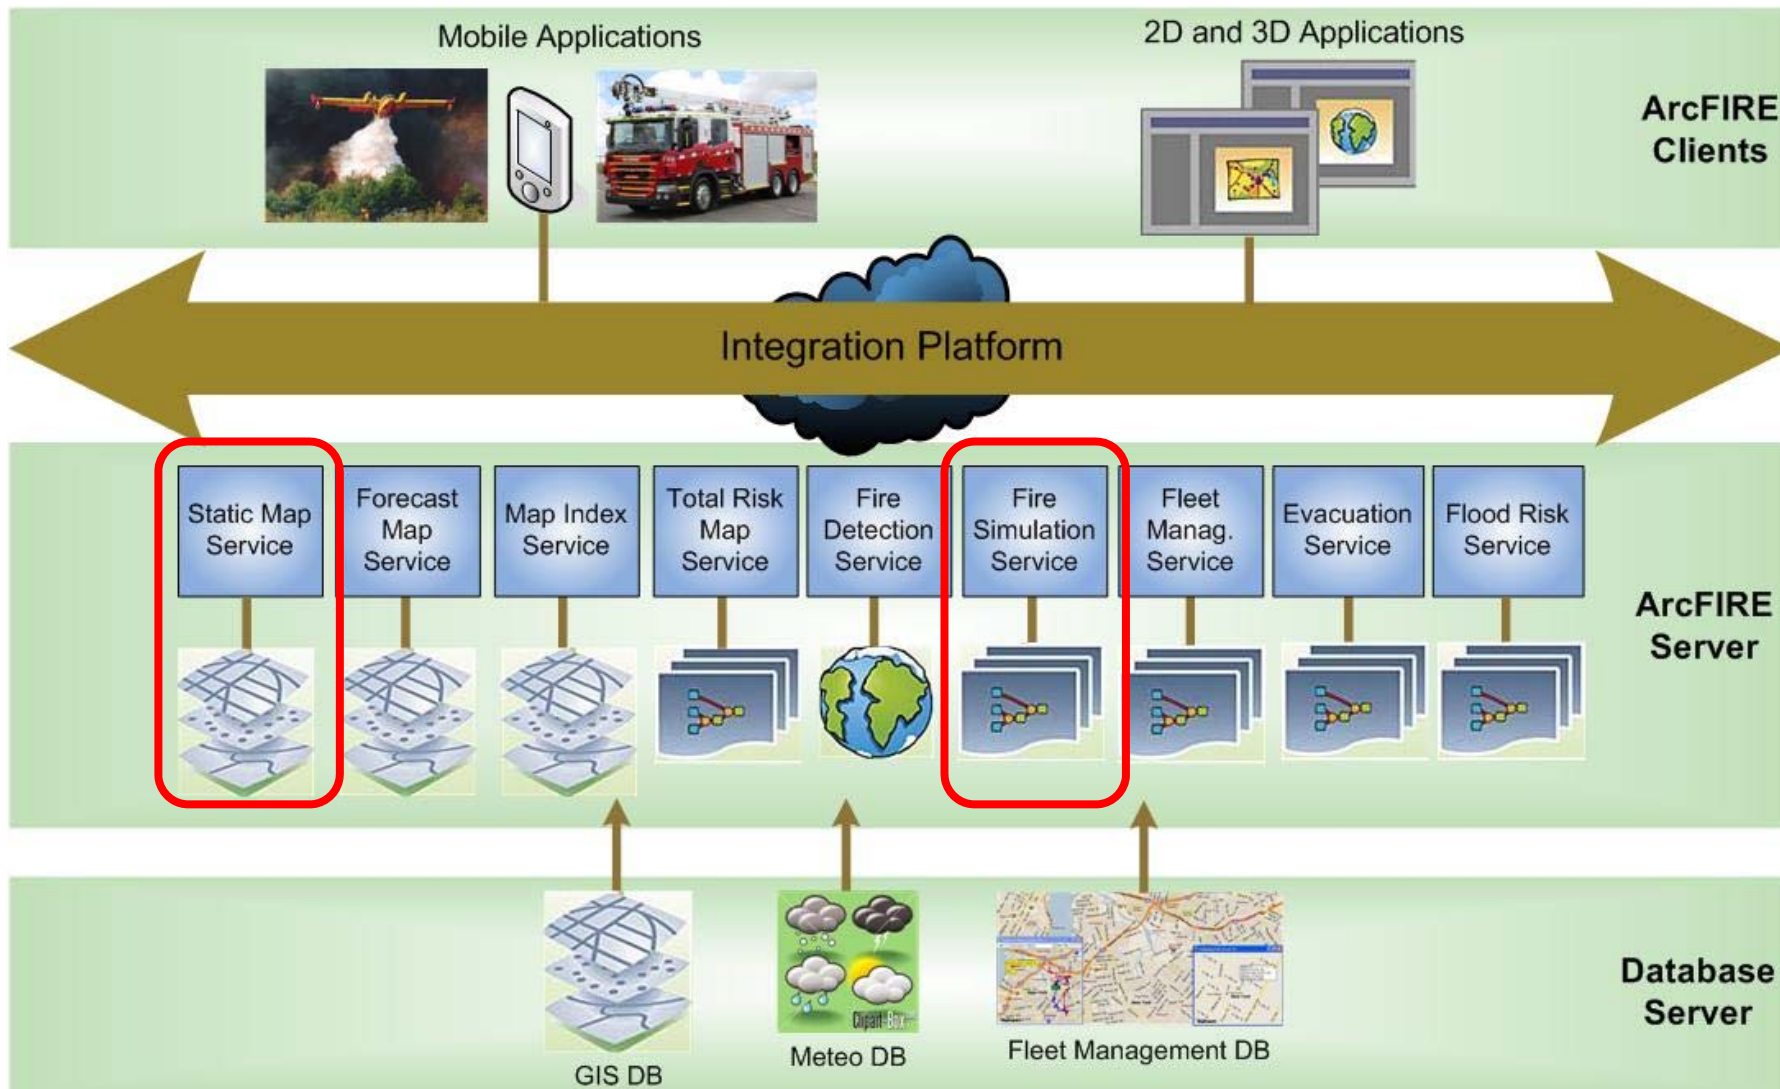 Mobile Applications
2D and 3D Applications
ArcFIRE
Clients
Integration Platform
Static Map
Service
Forecast
Map
Service
Map Index
Service
Total Risk
Map
Service
Fire
Detection
Service
Fire
Simulation
Service
Fleet
Manag.
Service
Evacuation
Service
Flood Risk
Service
ArcFIRE
Server
Clipart-Box
GIS DB
Meteo DB
Fleet Management DB
Database
Server